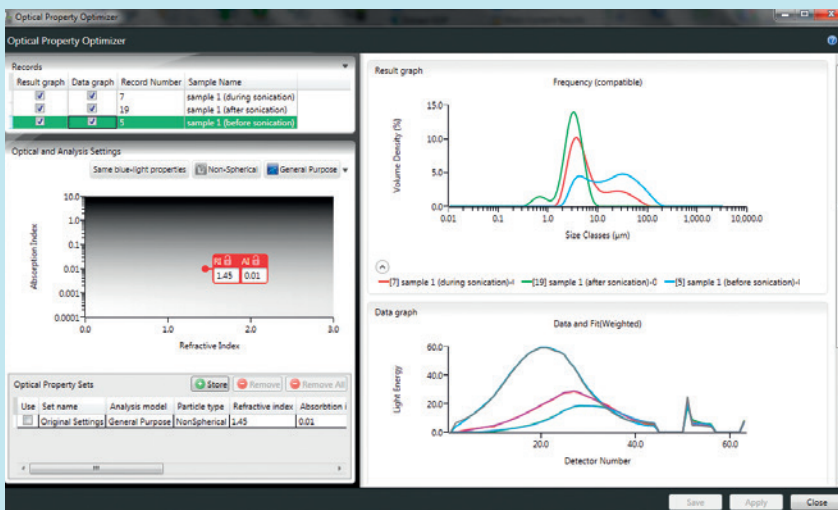 Optical Property Optimizer
Optical Property Optimizer
Records
Result graph Data graph Record Number Sample Name
7 sample 1 (during sonication)
19 sample 1 (after sonication)
5 sample 1 (before sonication)
Optical and Analysis Settings
Same blue-light properties Non-Spherical General Purpose
10.0
1.0
0.1
0.01
0.001
0.0001
Absorption Index
RI AI
1.45 0.01
0.0 1.0 2.0 3.0
Refractive Index
Optical Property Sets Store Remove Remove All
Use Set name Analysis model Particle type Refractive index Absorbtion i
Original Settings General Purpose NonSpherical 1.45 0.01
Result graph
Frequency (compatible)
15.0
10.0
5.0
0.0
Volume Density (%)
0.01 0.1 1.0 10.0 100.0 1,000.0 10,000.0
Size Classes (µm)
[7] sample 1 (during sonication)- [19] sample 1 (after sonication)- [5] sample 1 (before sonication)-
Data graph
Data and Fit(Weighted)
60.0
40.0
20.0
0.0
Light Energy
20.0 40.0 60.0
Detector Number
Save Apply Close